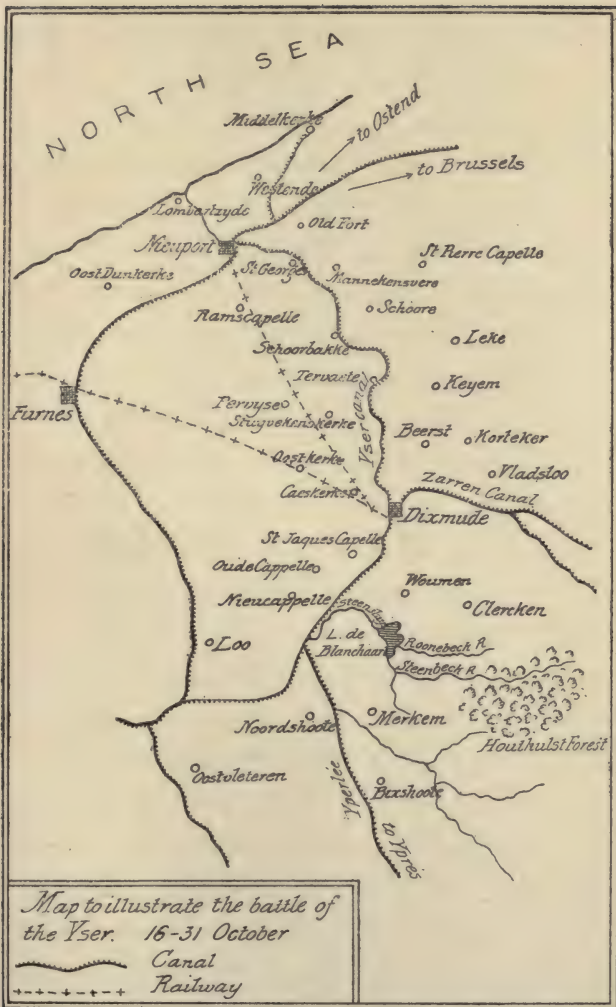 NORTH SEA
Middelkerke
to Ostend
Westende
to Brussels
Lombartzyde
Old Fort
Nieuport
St Pierre Capelle
St Georges
Mannekensvere
Oost Dunkerke
Ramscapelle
Schoore
Schoorbakke
Leke
Tervaete
Keyem
Furnes
Pervyse
Stuyvekenskerke
Yser canal
Beerst
Korteker
Oostkerke
Vladsloo
Caeskerke
Zarren Canal
Dixmude
St Jaques Capelle
Oude Cappelle
Woumen
Nieucappelle
Clercken
L. de
Blanchaart
Roonebeck R
Loo
Steenbeck R
Merkem
Noordshoote
Houthulst Forest
Oostvleteren
Bixshoote
Yperlée
to Yprès
Map to illustrate the battle of
the Yser. 16-31 October
Canal
Railway